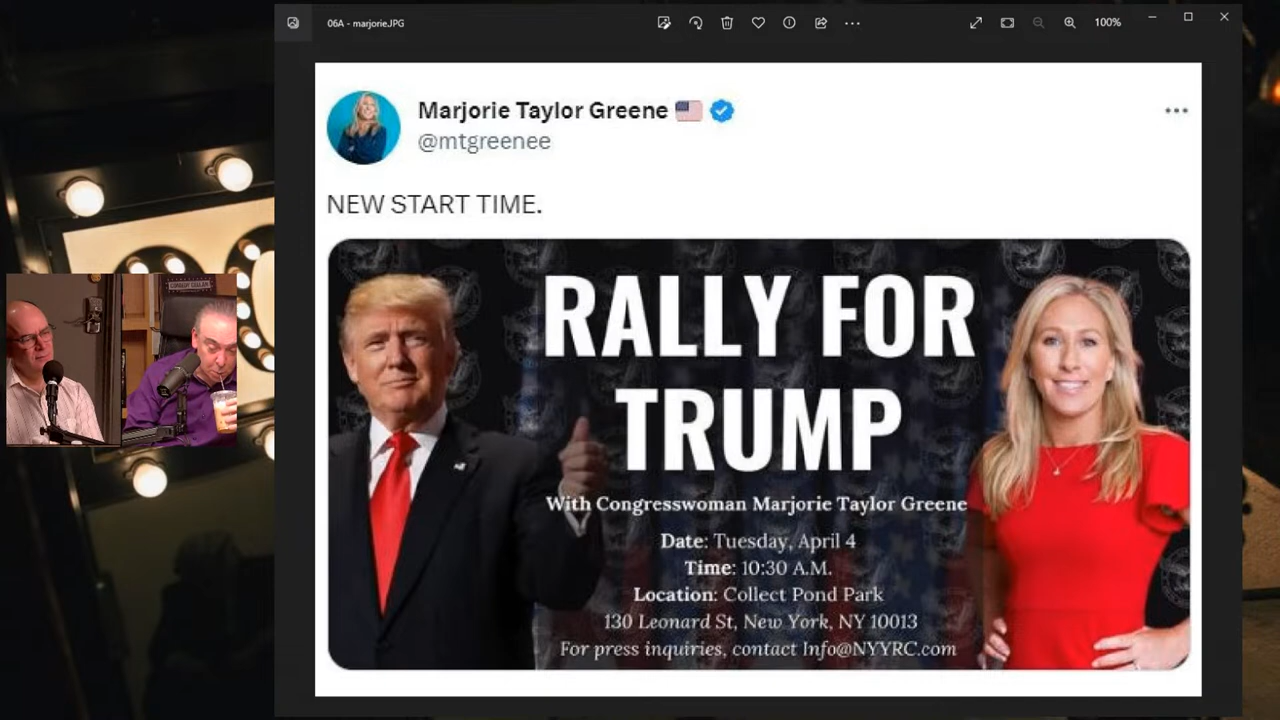 06A - marjorie.JPG
100%
Marjorie Taylor Greene
@mtgreenee
NEW START TIME.
RALLY FOR
TRUMP
With Congresswoman Marjorie Taylor Greene
Date: Tuesday, April 4
Time: 10:30 A.M.
Location: Collect Pond Park
130 Leonard St, New York, NY 10013
For press inquiries, contact Info@NYYRC.com